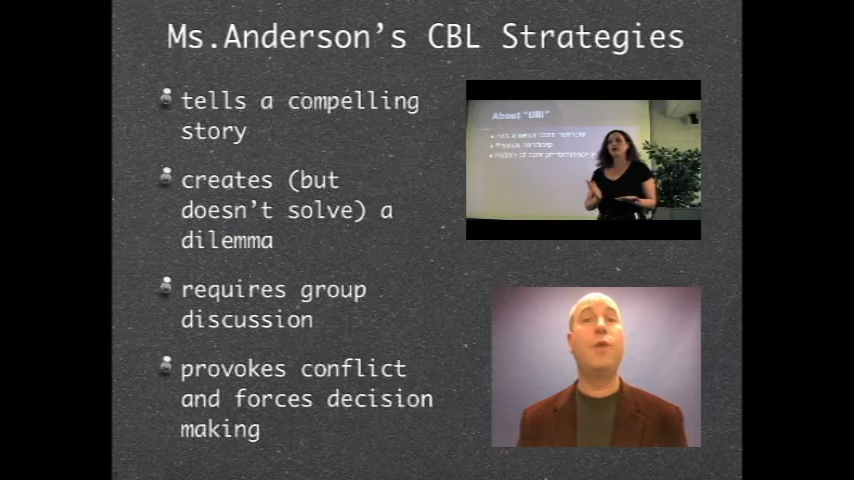 Ms.Anderson’s CBL Strategies
tells a compelling
story
creates (but
doesn’t solve) a
dilemma
requires group
discussion
provokes conflict
and forces decision
making
About "Bill"